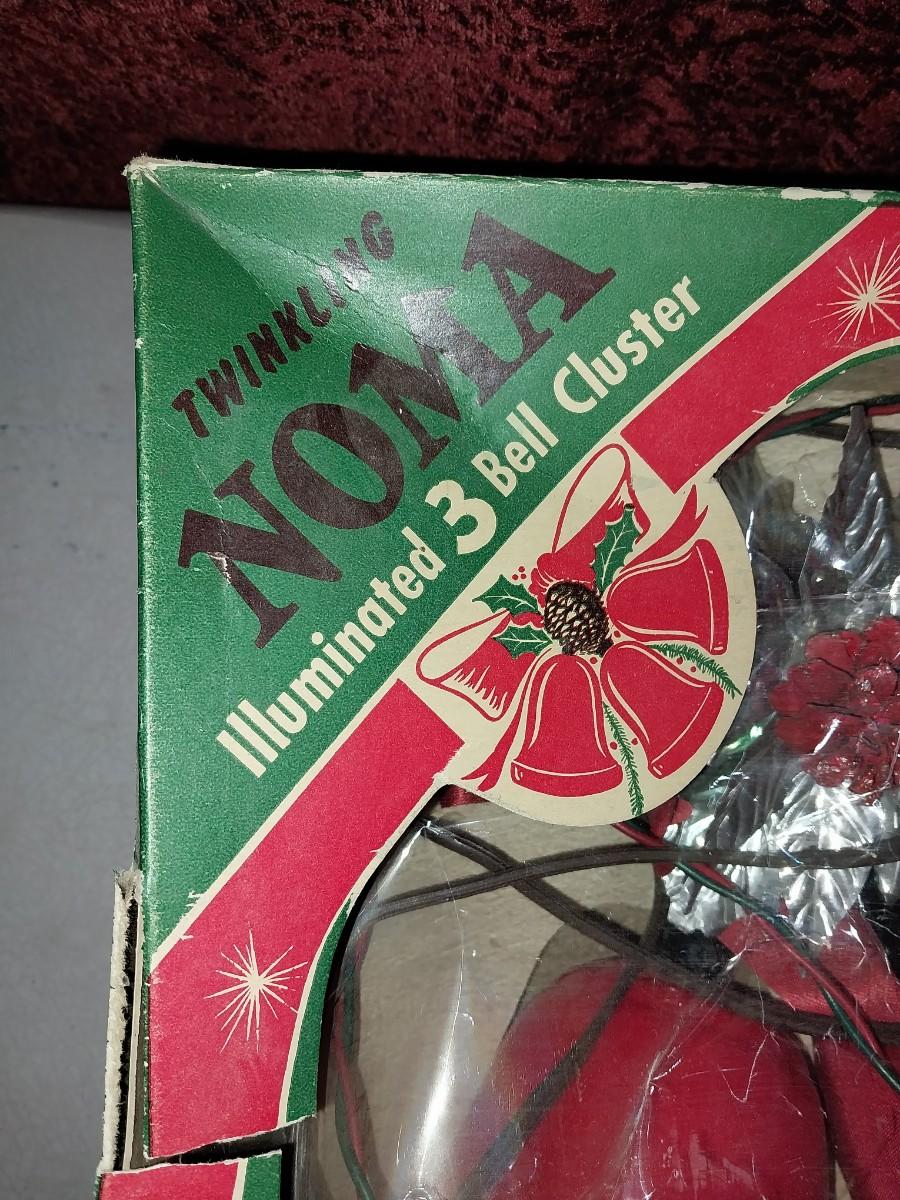 TWINKLING
NOMA
Illuminated 3 Bell Cluster